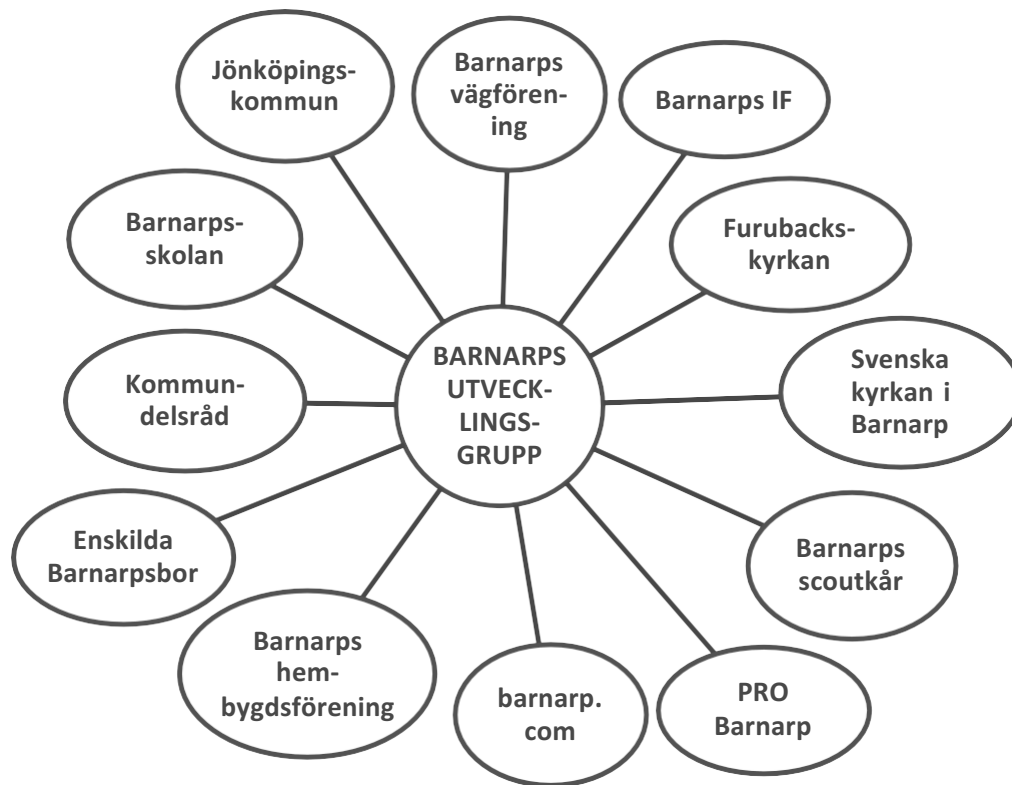 Jönköpings-
kommun
Barnarps
vägfören-
ing
Barnarps IF
Barnarps-
skolan
Furubacks-
kyrkan
BARNARPS
UTVECK-
LINGS-
GRUPP
Kommun-
delsråd
Svenska
kyrkan i
Barnarp
Enskilda
Barnarpsbor
Barnarps
scoutkår
Barnarps
hem-
bygdsförening
barnarp.
com
PRO
Barnarp